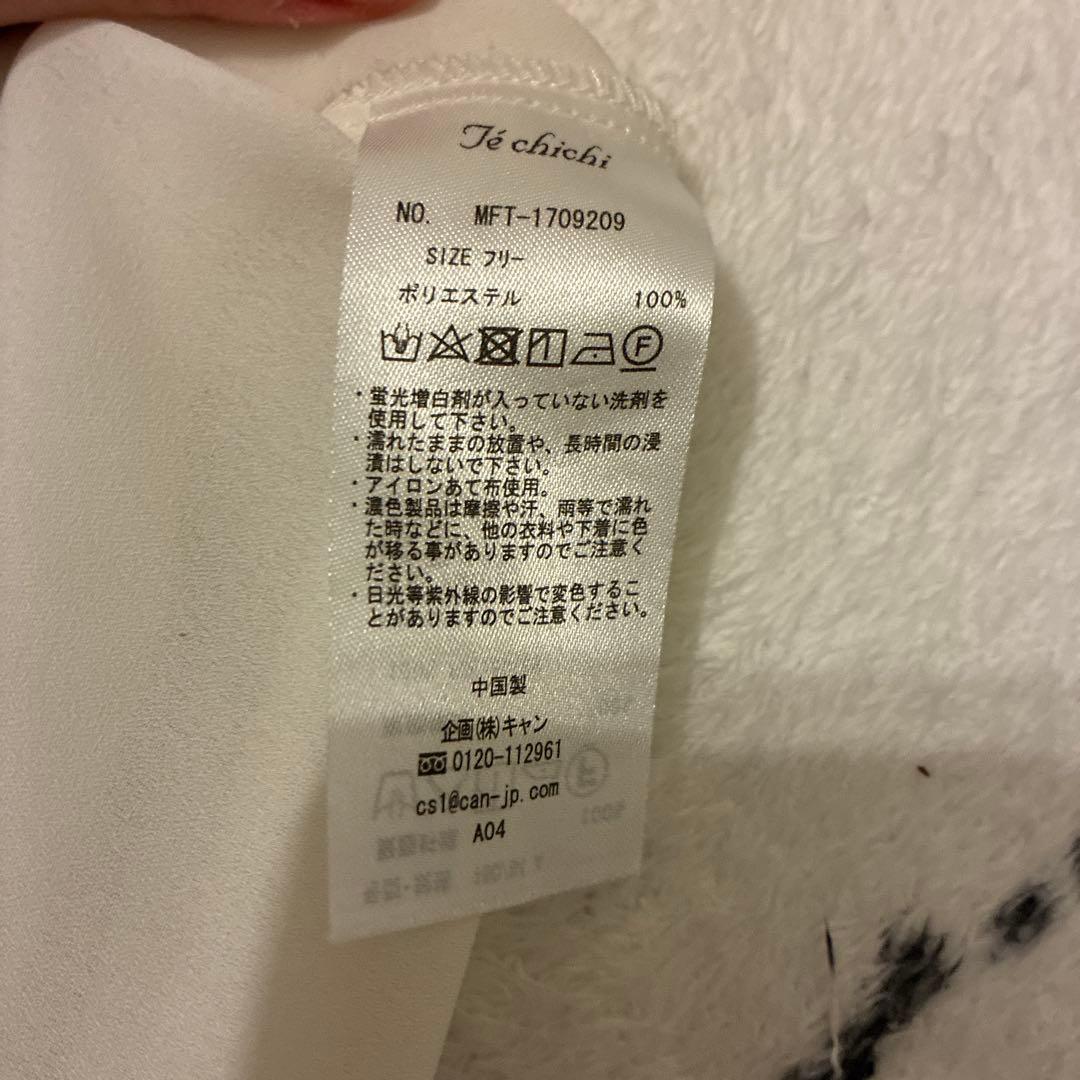 Té chichi
NO. MFT-1709209
SIZE フリー
ポリエステル 100%
F
・蛍光増白剤が入っていない洗剤を
使用して下さい。
・濡れたままの放置や、長時間の浸
漬はしないで下さい。
・アイロンあて布使用。
・濃色製品は摩擦や汗、雨等で濡れ
た時などに、他の衣料や下着に色
が移る事がありますのでご注意く
ださい。
・日光等紫外線の影響で変色するこ
とがありますのでご注意ください。
中国製
企画(株)キャン
0120-112961
cs1@can-jp.com
A04